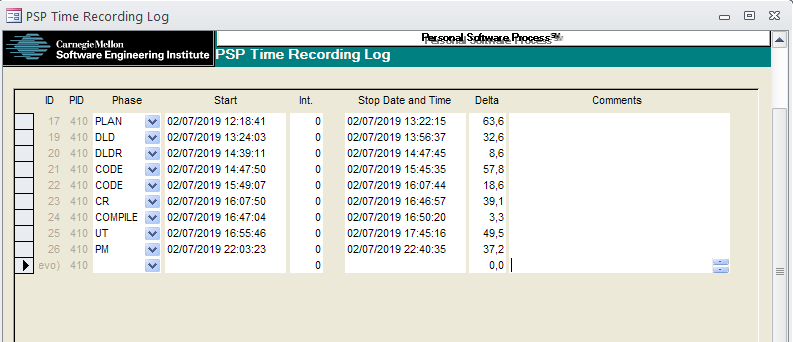 PSP Time Recording Log
Carnegie Mellon
Software Engineering Institute
Personal Software Process℠
PSP Time Recording Log
ID PID Phase Start Int. Stop Date and Time Delta Comments
17 410 PLAN 02/07/2019 12:18:41 0 02/07/2019 13:22:15 63,6
19 410 DLD 02/07/2019 13:24:03 0 02/07/2019 13:56:37 32,6
20 410 DLDR 02/07/2019 14:39:11 0 02/07/2019 14:47:45 8,6
21 410 CODE 02/07/2019 14:47:50 0 02/07/2019 15:45:35 57,8
22 410 CODE 02/07/2019 15:49:07 0 02/07/2019 16:07:44 18,6
23 410 CR 02/07/2019 16:07:50 0 02/07/2019 16:46:57 39,1
24 410 COMPILE 02/07/2019 16:47:04 0 02/07/2019 16:50:20 3,3
25 410 UT 02/07/2019 16:55:46 0 02/07/2019 17:45:16 49,5
26 410 PM 02/07/2019 22:03:23 0 02/07/2019 22:40:35 37,2
evo) 410 0 0,0